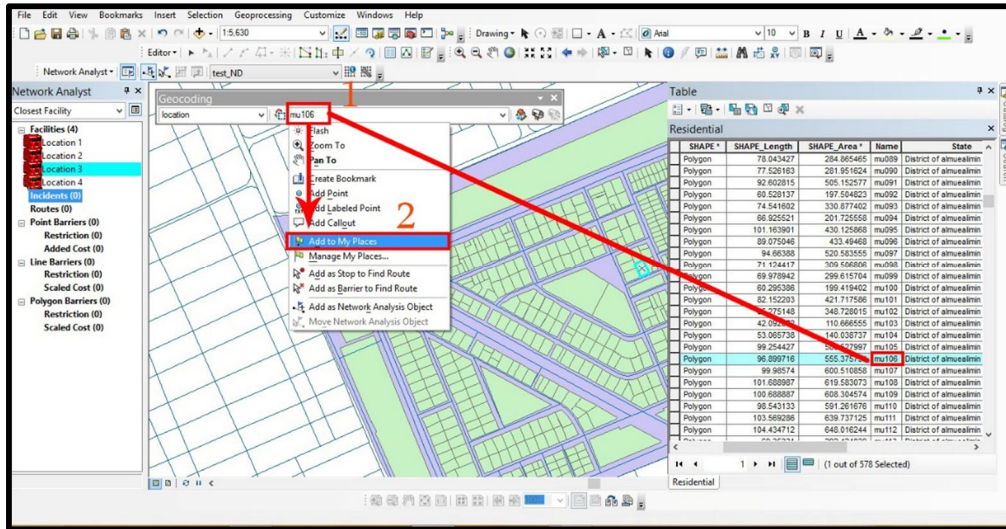 File Edit View Bookmarks Insert Selection Geoprocessing Customize Windows Help
1:5,630 Drawing Arial 10 B I U A
Editor
Network Analyst test_ND
Network Analyst
Closest Facility
Facilities (4)
Location 1
Location 2
Location 3
Location 4
Incidents (0)
Routes (0)
Point Barriers (0)
Restriction (0)
Added Cost (0)
Line Barriers (0)
Restriction (0)
Scaled Cost (0)
Polygon Barriers (0)
Restriction (0)
Scaled Cost (0)
Geocoding
1
location mu106
Flash
Zoom To
Pan To
Create Bookmark
Add Point
Add Labeled Point
Add Callout
2
Add to My Places
Manage My Places...
Add as Stop to Find Route
Add as Barrier to Find Route
Add as Network Analysis Object
Move Network Analysis Object
Table
Residential
SHAPE * SHAPE_Length SHAPE_Area * Name State
Polygon 78.043427 284.865465 mu089 District of almuealimin
Polygon 77.526163 281.951624 mu090 District of almuealimin
Polygon 92.602815 505.152577 mu091 District of almuealimin
Polygon 60.528137 197.504823 mu092 District of almuealimin
Polygon 74.541602 330.877402 mu093 District of almuealimin
Polygon 66.925521 201.725558 mu094 District of almuealimin
Polygon 101.163901 430.125868 mu095 District of almuealimin
Polygon 89.075046 433.49468 mu096 District of almuealimin
Polygon 94.66388 520.583555 mu097 District of almuealimin
Polygon 71.124417 309.506806 mu098 District of almuealimin
Polygon 69.978942 299.615704 mu099 District of almuealimin
Polygon 60.295386 199.419402 mu100 District of almuealimin
Polygon 82.152203 421.717586 mu101 District of almuealimin
Polygon 348.728015 mu102 District of almuealimin
Polygon 110.666555 mu103 District of almuealimin
Polygon 53.065738 140.038737 mu104 District of almuealimin
Polygon 99.254427 mu105 District of almuealimin
Polygon 96.899716 mu106 District of almuealimin
Polygon 99.98574 600.510858 mu107 District of almuealimin
Polygon 101.688987 619.583073 mu108 District of almuealimin
Polygon 100.688887 608.304574 mu109 District of almuealimin
Polygon 98.543133 591.261676 mu110 District of almuealimin
Polygon 103.569286 639.737125 mu111 District of almuealimin
Polygon 104.434712 648.016244 mu112 District of almuealimin
1 (1 out of 578 Selected)
Residential